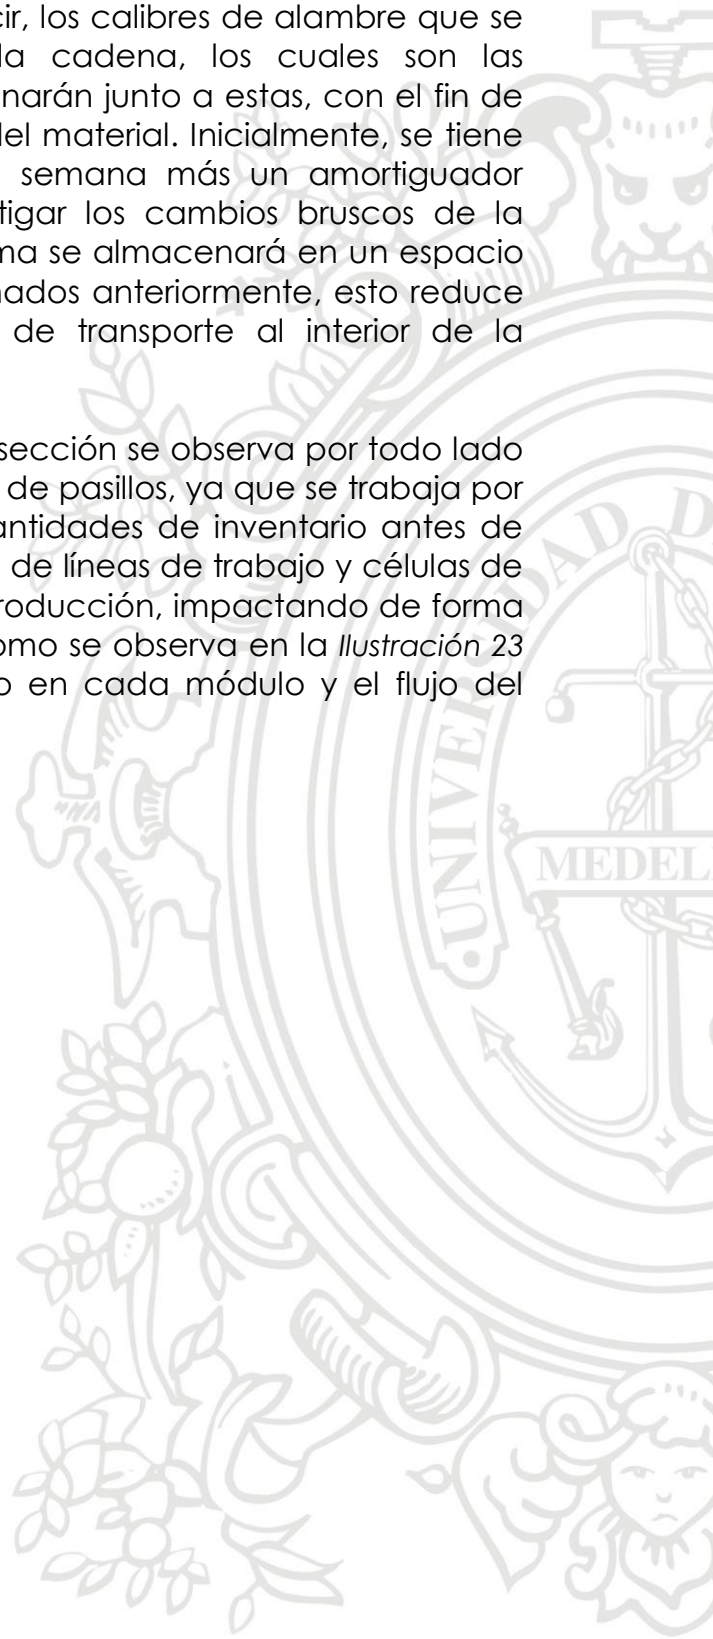 cir, los calibres de alambre que se
la cadena, los cuales son las
narán junto a estas, con el fin de
del material. Inicialmente, se tiene
semana más un amortiguador
tigar los cambios bruscos de la
ma se almacenará en un espacio
nados anteriormente, esto reduce
de transporte al interior de la
sección se observa por todo lado
de pasillos, ya que se trabaja por
antidades de inventario antes de
de líneas de trabajo y células de
roducción, impactando de forma
omo se observa en la Ilustración 23
o en cada módulo y el flujo del
UNIVERSIDAD D
MEDEL